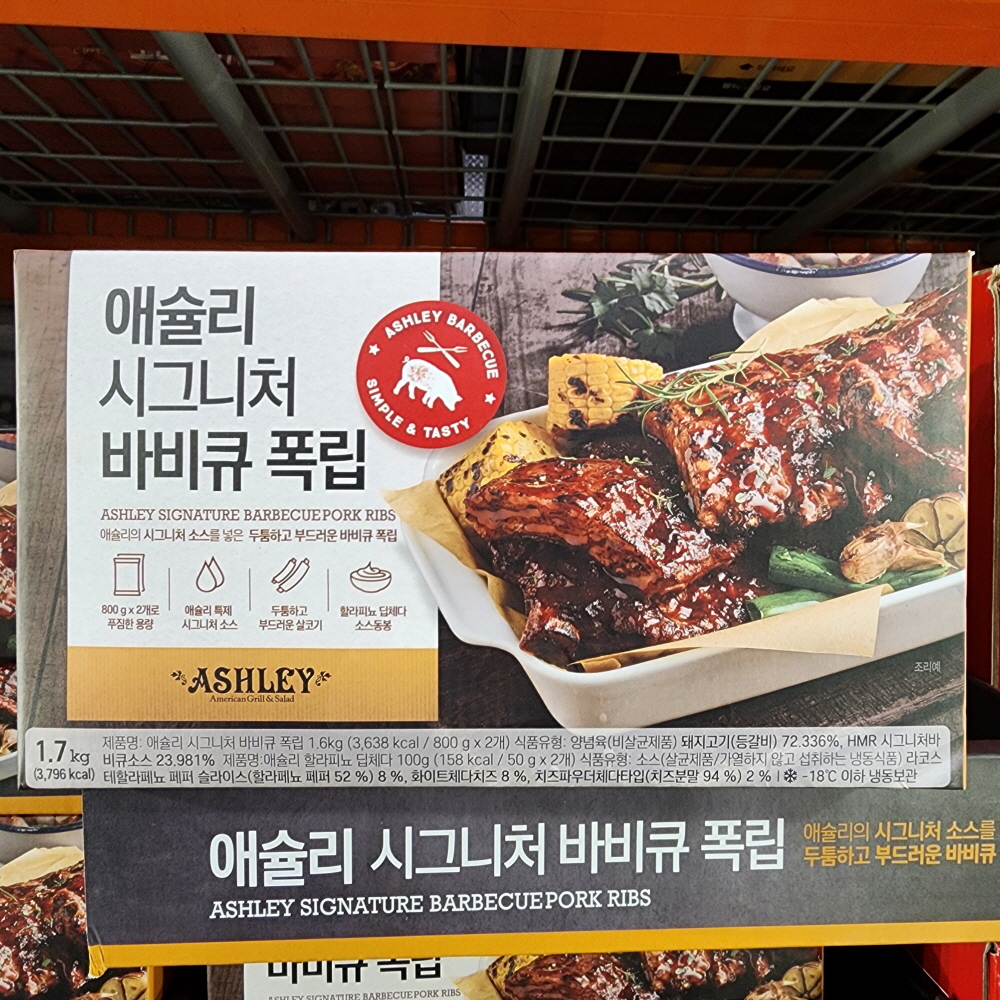 애슐리
시그니처
바비큐 폭립
ASHLEY BARBECUE
SIMPLE & TASTY
ASHLEY SIGNATURE BARBECUE PORK RIBS
애슐리의 시그니처 소스를 넣은 두툼하고 부드러운 바비큐 폭립
800 g x 2개로
푸짐한 용량
애슐리 특제
시그니처 소스
두툼하고
부드러운 살코기
할라피뇨 딥체다
소스동봉
ASHLEY
American Grill & Salad
조리예
1.7 kg
(3,796 kcal)
제품명: 애슐리 시그니처 바비큐 폭립 1.6kg (3,638 kcal / 800 g x 2개) 식품유형: 양념육(비살균제품) 돼지고기(등갈비) 72.336%, HMR 시그니처바
비큐소스 23.981% 제품명:애슐리 할라피뇨 딥체다 100g (158 kcal / 50 g x 2개) 식품유형: 소스(살균제품/가열하지 않고 섭취하는 냉동식품) 라코스
테할라페뇨 페퍼 슬라이스(할라페뇨 페퍼 52 %) 8 %, 화이트체다치즈 8 %, 치즈파우더체다타입(치즈분말 94 %) 2 % | -18℃ 이하 냉동보관
애슐리 시그니처 바비큐 폭립
애슐리의 시그니처 소스를
두툼하고 부드러운 바비큐
ASHLEY SIGNATURE BARBECUE PORK RIBS
바비큐 폭립
ASHLEY SIGNATURE BARBECUE PORK RIBS